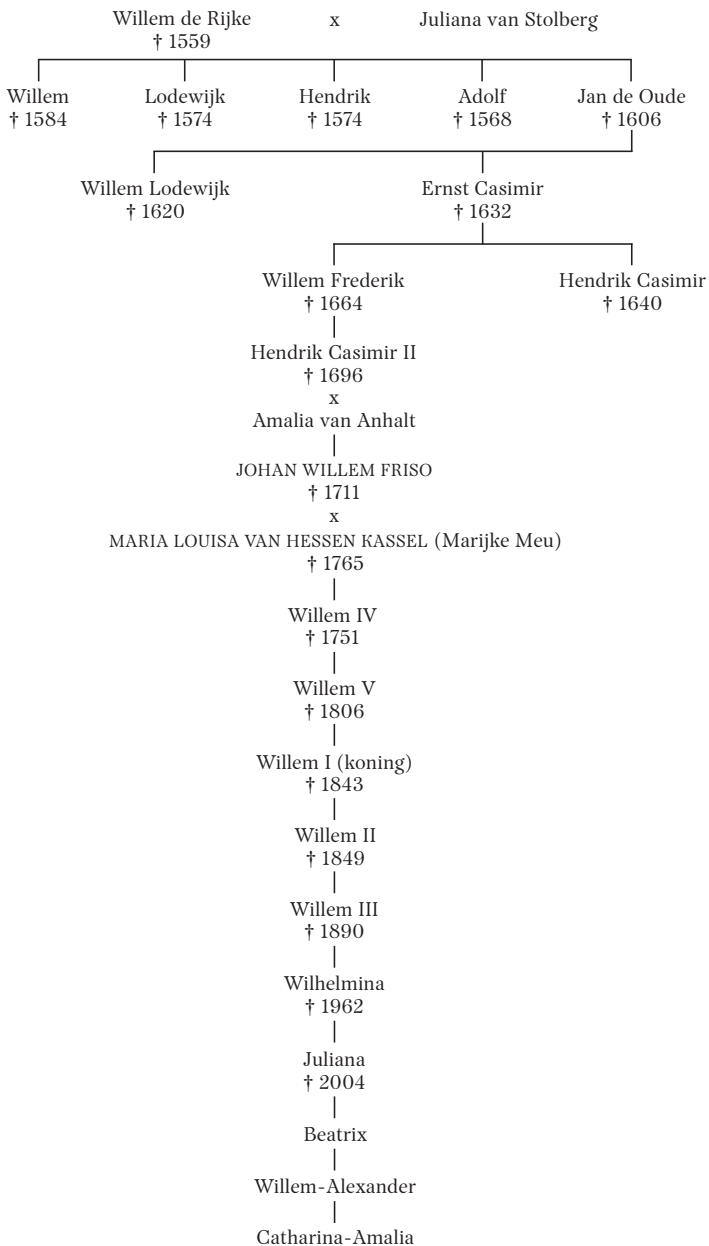 Willem de Rijke x Juliana van Stolberg
† 1559
Willem Lodewijk Hendrik Adolf Jan de Oude
† 1584 † 1574 † 1574 † 1568 † 1606
Willem Lodewijk Ernst Casimir
† 1620 † 1632
Willem Frederik Hendrik Casimir
† 1664 † 1640
Hendrik Casimir II
† 1696
x
Amalia van Anhalt
JOHAN WILLEM FRISO
† 1711
x
MARIA LOUISA VAN HESSEN KASSEL (Marijke Meu)
† 1765
Willem IV
† 1751
Willem V
† 1806
Willem I (koning)
† 1843
Willem II
† 1849
Willem III
† 1890
Wilhelmina
† 1962
Juliana
† 2004
Beatrix
Willem-Alexander
Catharina-Amalia